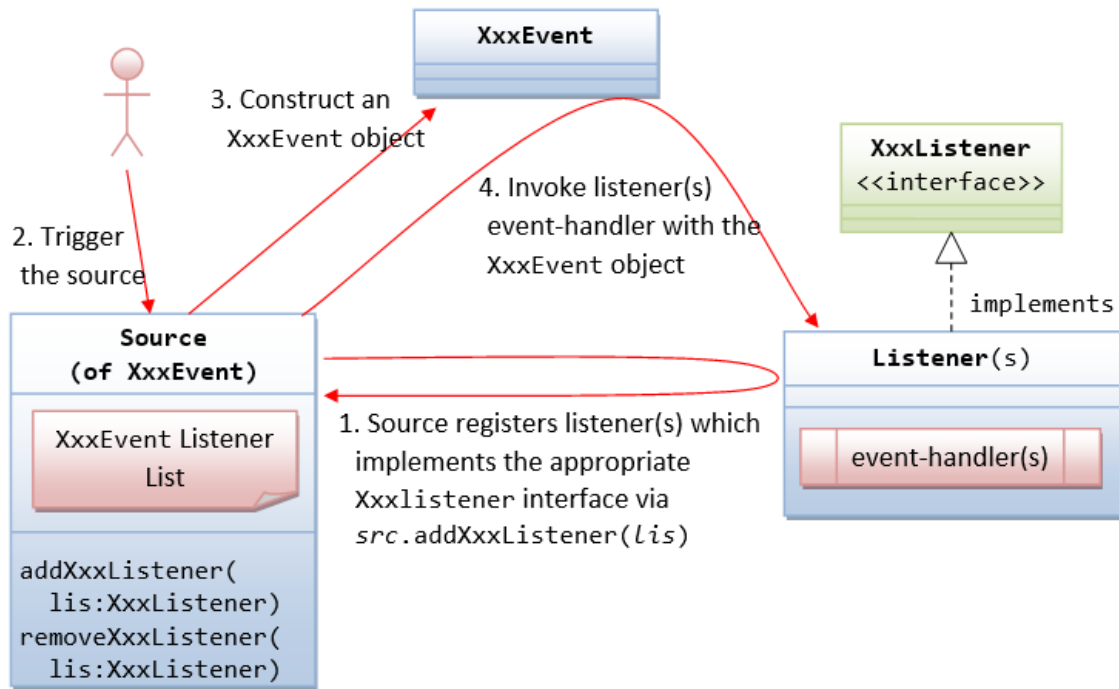 XxxEvent
3. Construct an
XxxEvent object
XxxListener
<<interface>>
4. Invoke listener(s)
event-handler with the
XxxEvent object
2. Trigger
the source
implements
Source
(of XxxEvent)
Listener(s)
XxxEvent Listener
List
1. Source registers listener(s) which
implements the appropriate
Xxxlistener interface via
src.addXxxListener(lis)
event-handler(s)
addXxxListener(
lis:XxxListener)
removeXxxListener(
lis:XxxListener)